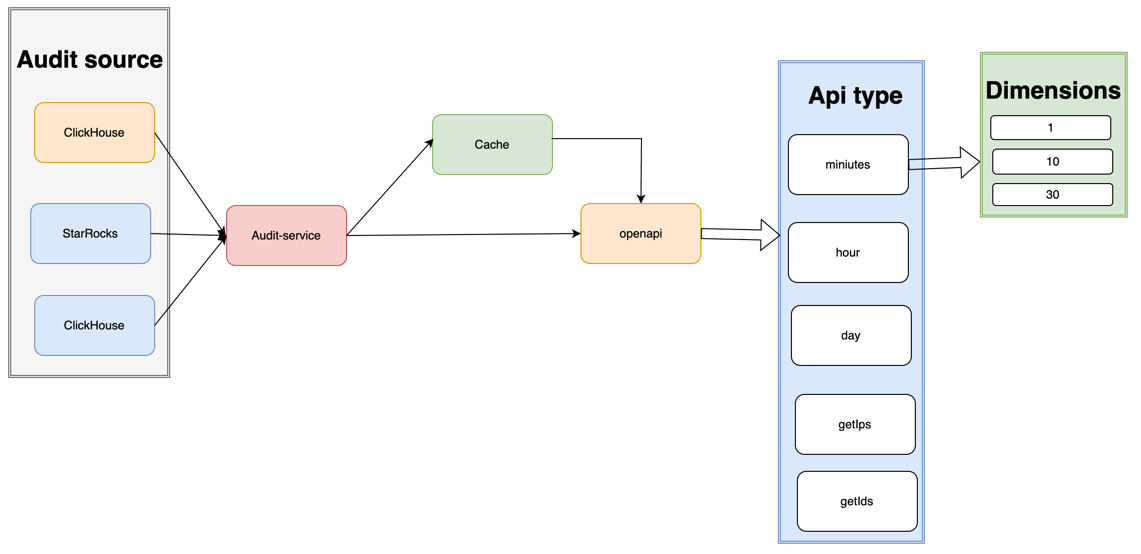 Audit source
ClickHouse
StarRocks
ClickHouse
Audit-service
Cache
openapi
Api type
miniutes
hour
day
getIps
getIds
Dimensions
1
10
30